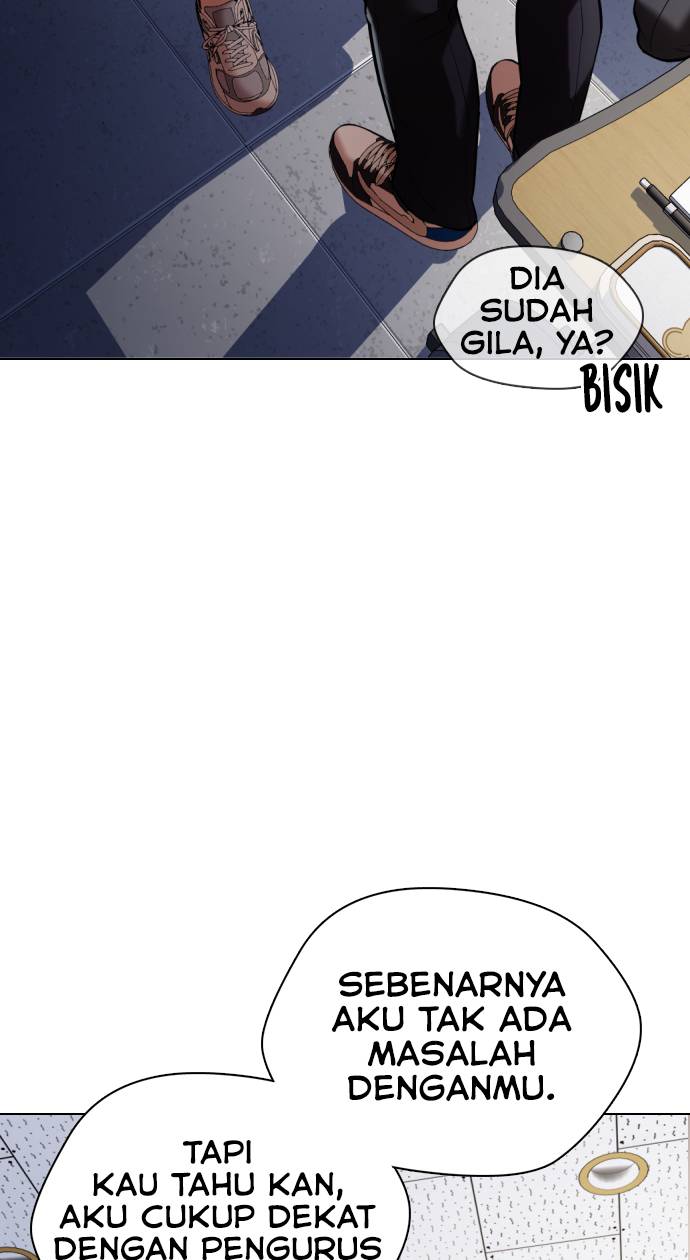 DIA
SUDAH
GILA, YA?
BISIK
SEBENARNYA
AKU TAK ADA
MASALAH
DENGANMU.
TAPI
KAU TAHU KAN,
AKU CUKUP DEKAT
DENGAN PENGURUS